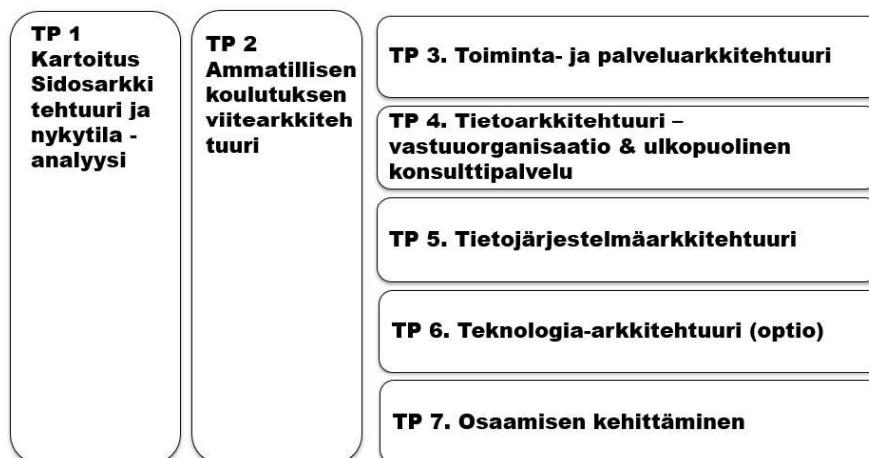 TP 1
Kartoitus
Sidosarkki
tehtuuri ja
nykytila -
analyysi
TP 2
Ammatillisen
koulutuksen
viitearkkiteh
tuuri
TP 3. Toiminta- ja palveluarkkitehtuuri
TP 4. Tietoarkkitehtuuri –
vastuuorganisaatio & ulkopuolinen
konsulttipalvelu
TP 5. Tietojärjestelmäarkkitehtuuri
TP 6. Teknologia-arkkitehtuuri (optio)
TP 7. Osaamisen kehittäminen